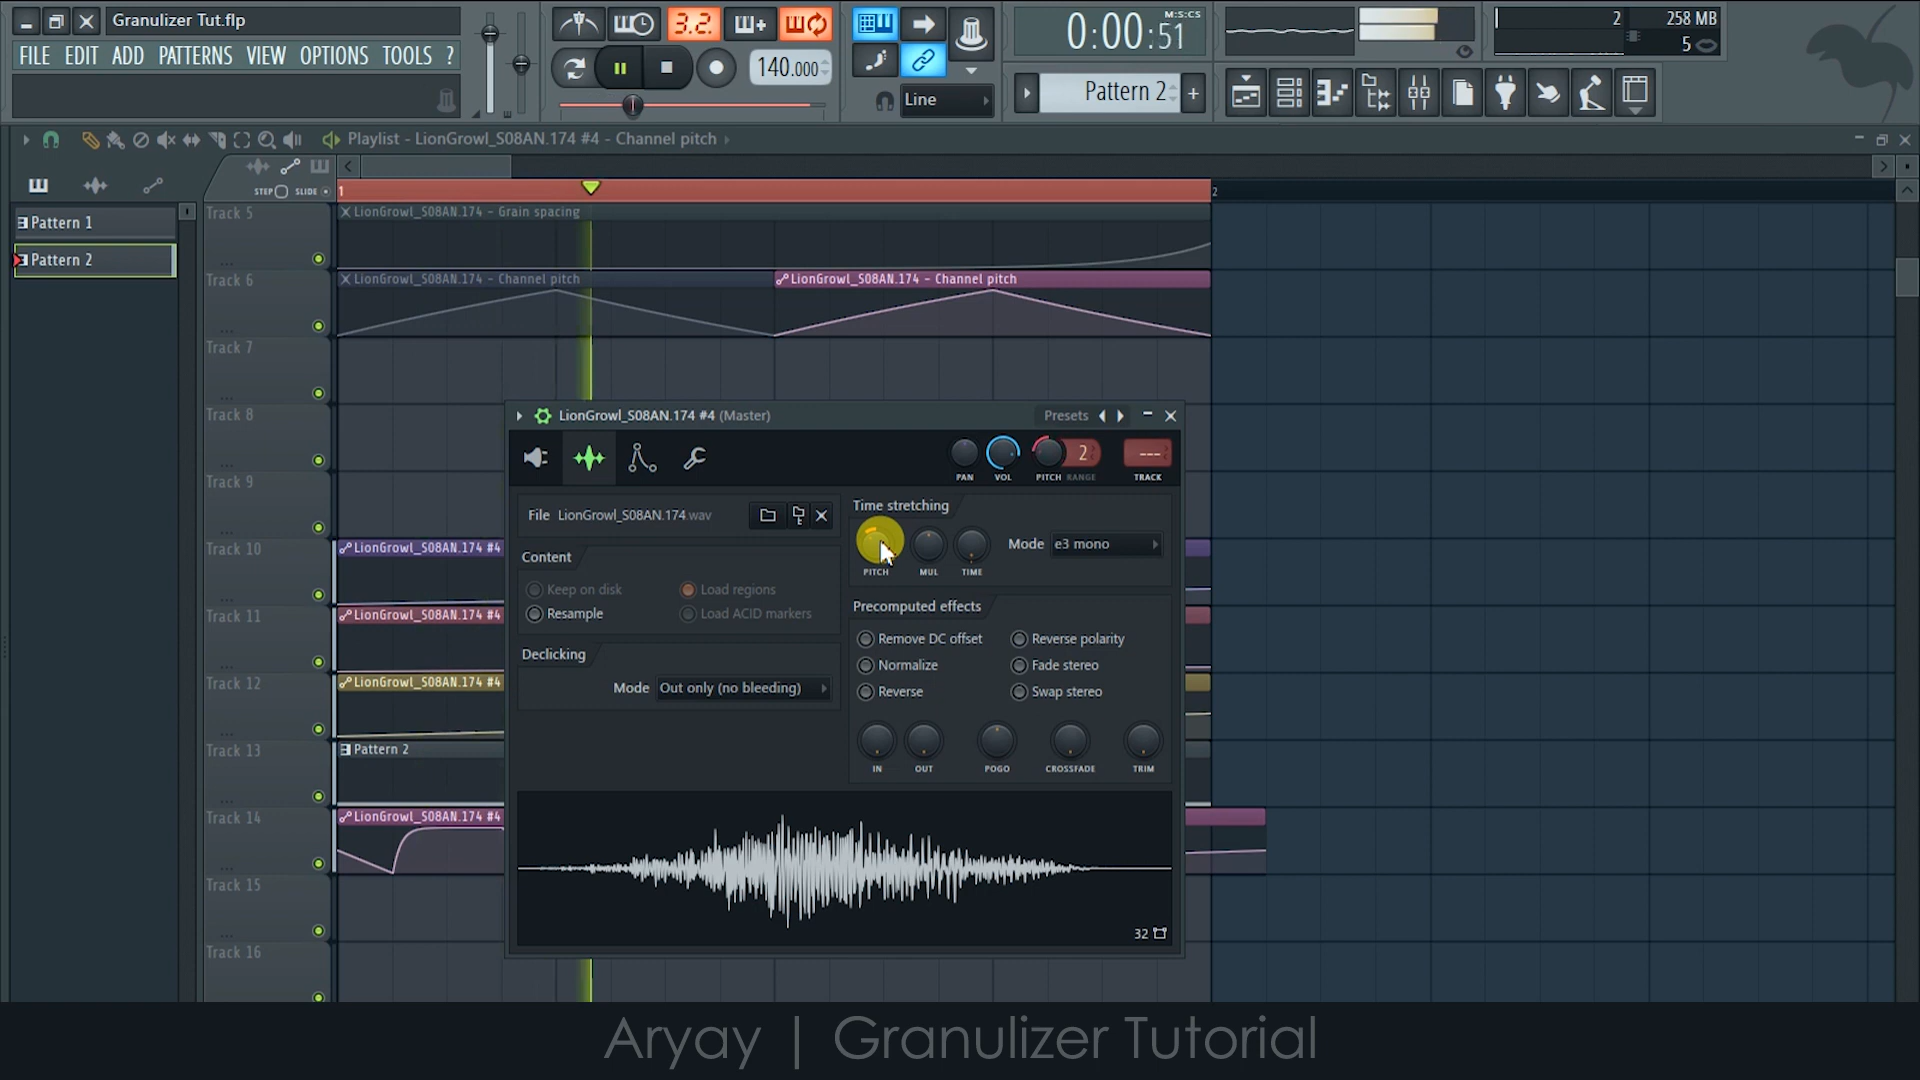 Granulizer Tut.flp
FILE EDIT ADD PATTERNS VIEW OPTIONS TOOLS ?
3.2.
140.000
Line
0:00:51
M:S:CS
Pattern 2
+
2
258 MB
5
Playlist - LionGrowl_S08AN.174 #4 - Channel pitch
STEP SLIDE
1
2
Pattern 1
Pattern 2
Track 5
LionGrowl_S08AN.174 - Grain spacing
Track 6
LionGrowl_S08AN.174 - Channel pitch
LionGrowl_S08AN.174 - Channel pitch
Track 7
Track 8
Track 9
Track 10
LionGrowl_S08AN.174 #4
Track 11
LionGrowl_S08AN.174 #4
Track 12
LionGrowl_S08AN.174 #4
Track 13
Pattern 2
Track 14
LionGrowl_S08AN.174 #4
Track 15
Track 16
LionGrowl_S08AN.174 #4 (Master)
Presets
2
---
PAN VOL PITCH RANGE TRACK
File LionGrowl_S08AN.174.wav
Content
Keep on disk
Load regions
Resample
Load ACID markers
Declicking
Mode Out only (no bleeding)
Time stretching
PITCH MUL TIME
Mode e3 mono
Precomputed effects
Remove DC offset
Reverse polarity
Normalize
Fade stereo
Reverse
Swap stereo
IN OUT POGO CROSSFADE TRIM
32
Aryay | Granulizer Tutorial